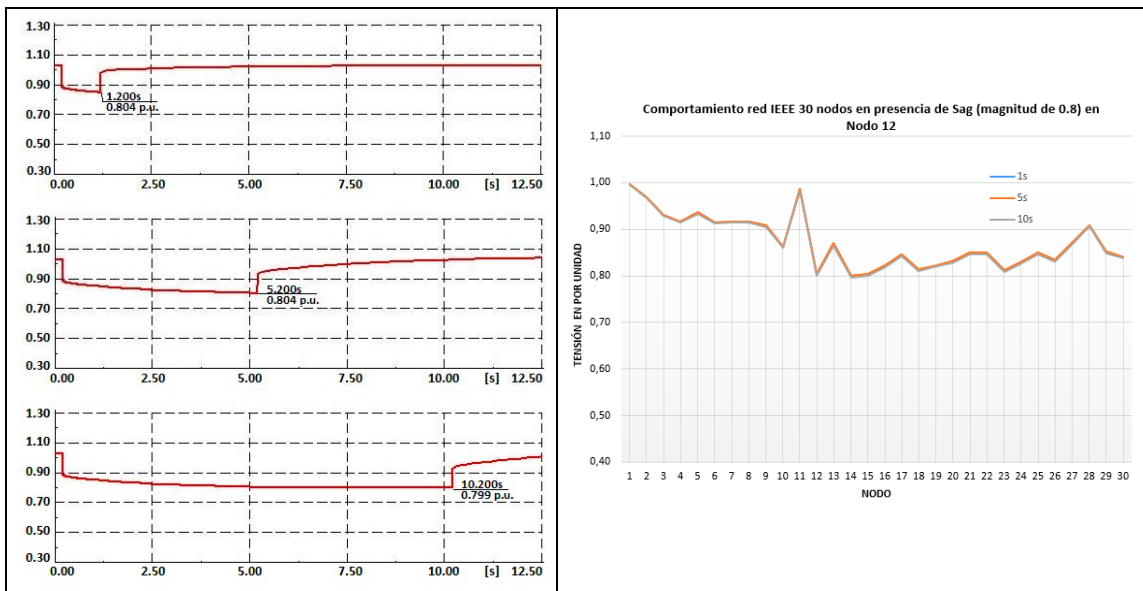 1.30
1.10
0.90
0.70
0.50
0.30
1.200s
0.804 p.u.
0.00 2.50 5.00 7.50 10.00 [s] 12.50
1.30
1.10
0.90
0.70
0.50
0.30
5.200s
0.804 p.u.
0.00 2.50 5.00 7.50 10.00 [s] 12.50
1.30
1.10
0.90
0.70
0.50
0.30
10.200s
0.799 p.u.
0.00 2.50 5.00 7.50 10.00 [s] 12.50
Comportamiento red IEEE 30 nodos en presencia de Sag (magnitud de 0.8) en
Nodo 12
TENSIÓN EN POR UNIDAD
1,10
1,00
0,90
0,80
0,70
0,60
0,50
0,40
1s
5s
10s
1 2 3 4 5 6 7 8 9 10 11 12 13 14 15 16 17 18 19 20 21 22 23 24 25 26 27 28 29 30
NODO